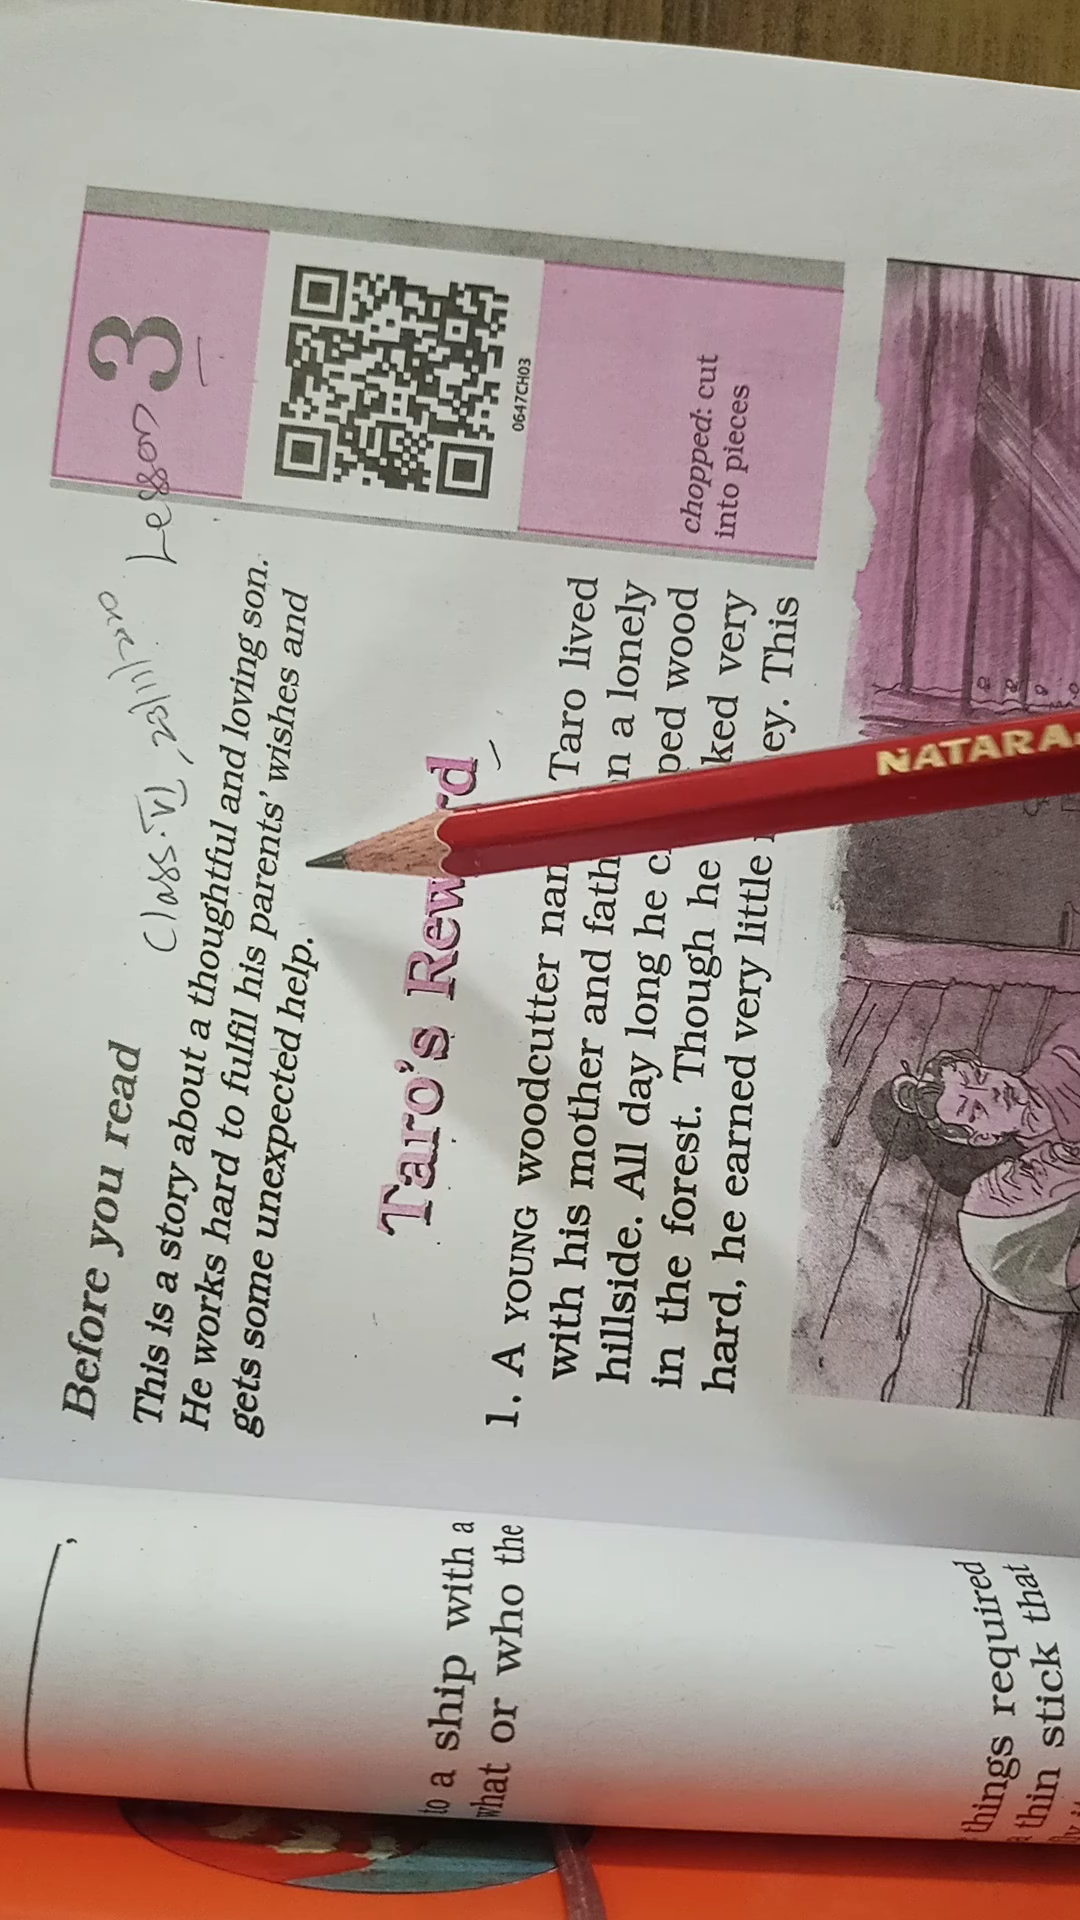 Before you read
Class. VI, 23/11/2020 Lesson 3
This is a story about a thoughtful and loving son.
He works hard to fulfil his parents' wishes and
gets some unexpected help.
0647CH03
Taro's Rew rd
1. A YOUNG woodcutter nam Taro lived
with his mother and fath n a lonely
hillside. All day long he c ped wood
in the forest. Though he ked very
hard, he earned very little ey. This
chopped: cut
into pieces
NATARA
to a ship with a
what or who the
things required
a thin stick that